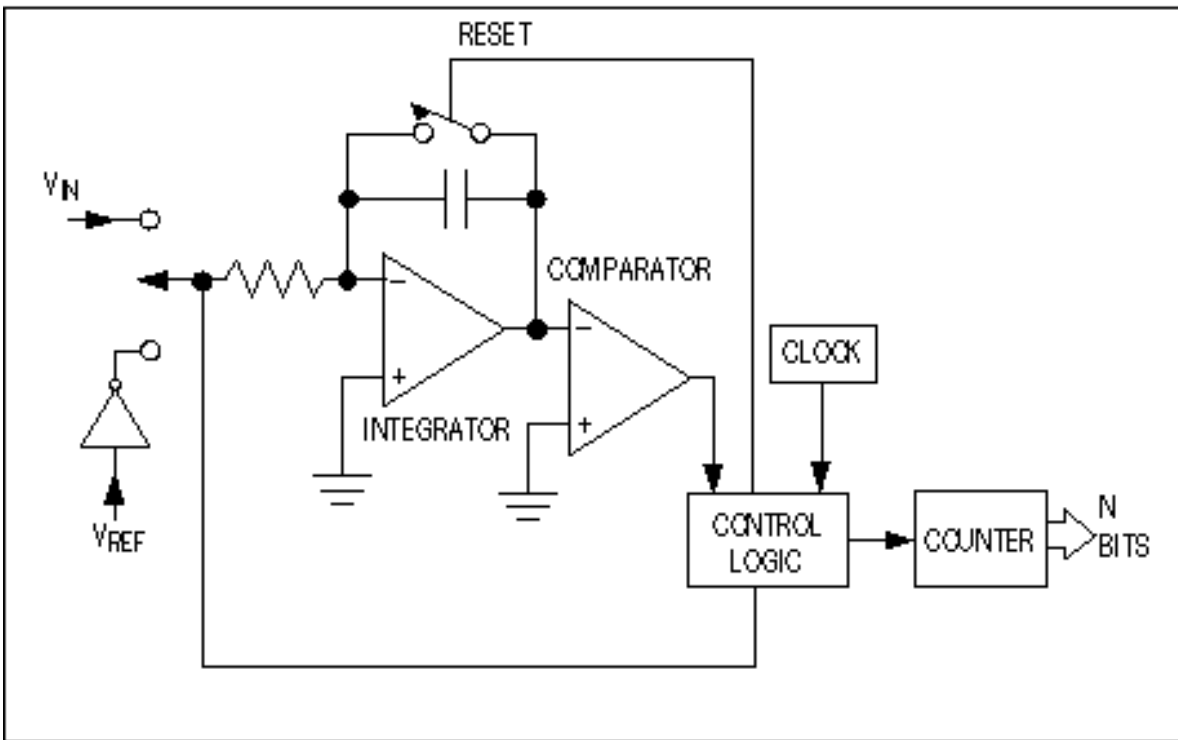 RESET
VIN
COMPARATOR
-
-
CLOCK
+
INTEGRATOR
+
VREF
CONTROL
LOGIC
COUNTER
N
BITS